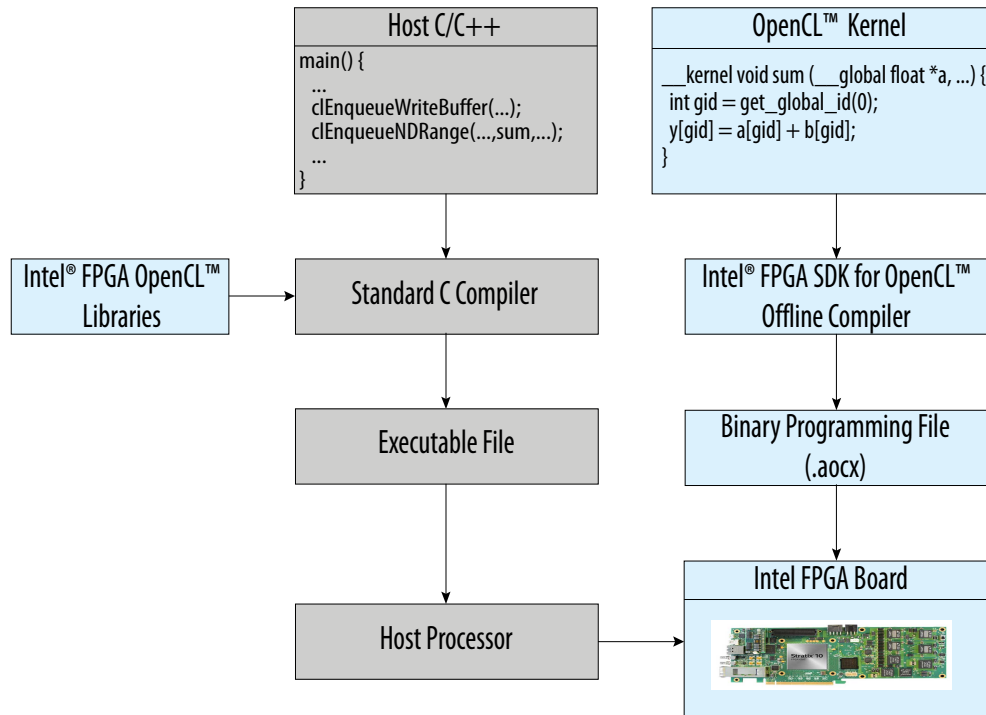 Host C/C++
main() {
...
clEnqueueWriteBuffer(...);
clEnqueueNDRange(...,sum,...);
...
}
OpenCL™ Kernel
__kernel void sum (__global float *a, ...) {
int gid = get_global_id(0);
y[gid] = a[gid] + b[gid];
}
Intel® FPGA OpenCL™
Libraries
Standard C Compiler
Intel® FPGA SDK for OpenCL™
Offline Compiler
Executable File
Binary Programming File
(.aocx)
Host Processor
Intel FPGA Board
Stratix 10